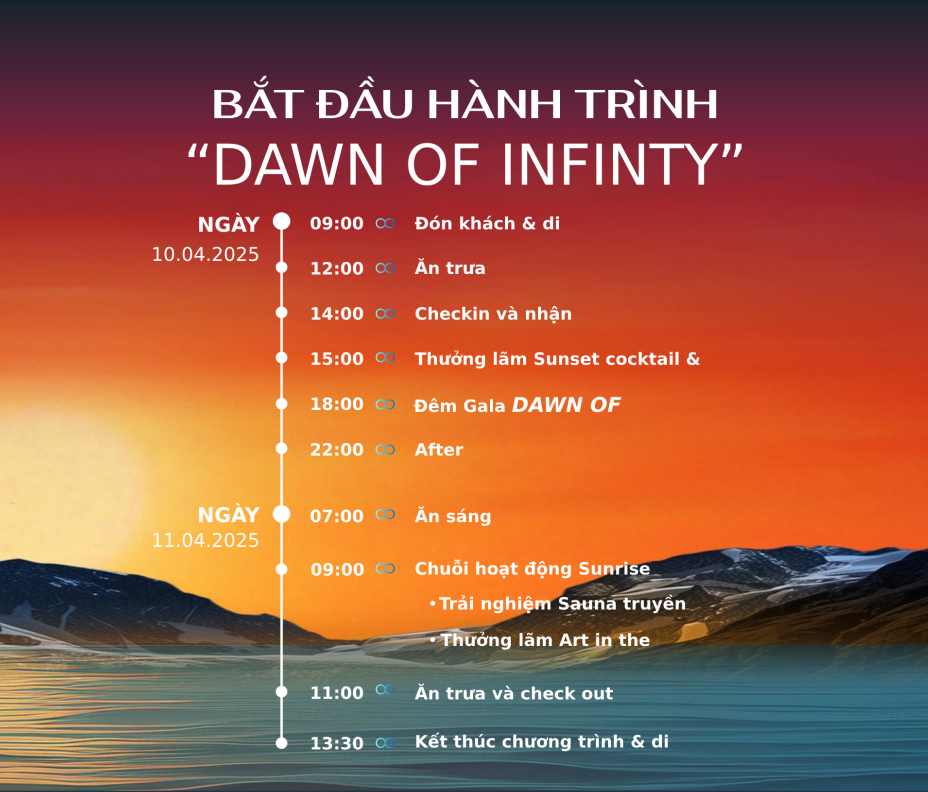 BẮT ĐẦU HÀNH TRÌNH
“DAWN OF INFINTY”
NGÀY
10.04.2025
09:00 Đón khách & di
12:00 Ăn trưa
14:00 Checkin và nhận
15:00 Thưởng lãm Sunset cocktail &
18:00 Đêm Gala DAWN OF
22:00 After
NGÀY
11.04.2025
07:00 Ăn sáng
09:00 Chuỗi hoạt động Sunrise
•Trải nghiệm Sauna truyền
•Thưởng lãm Art in the
11:00 Ăn trưa và check out
13:30 Kết thúc chương trình & di